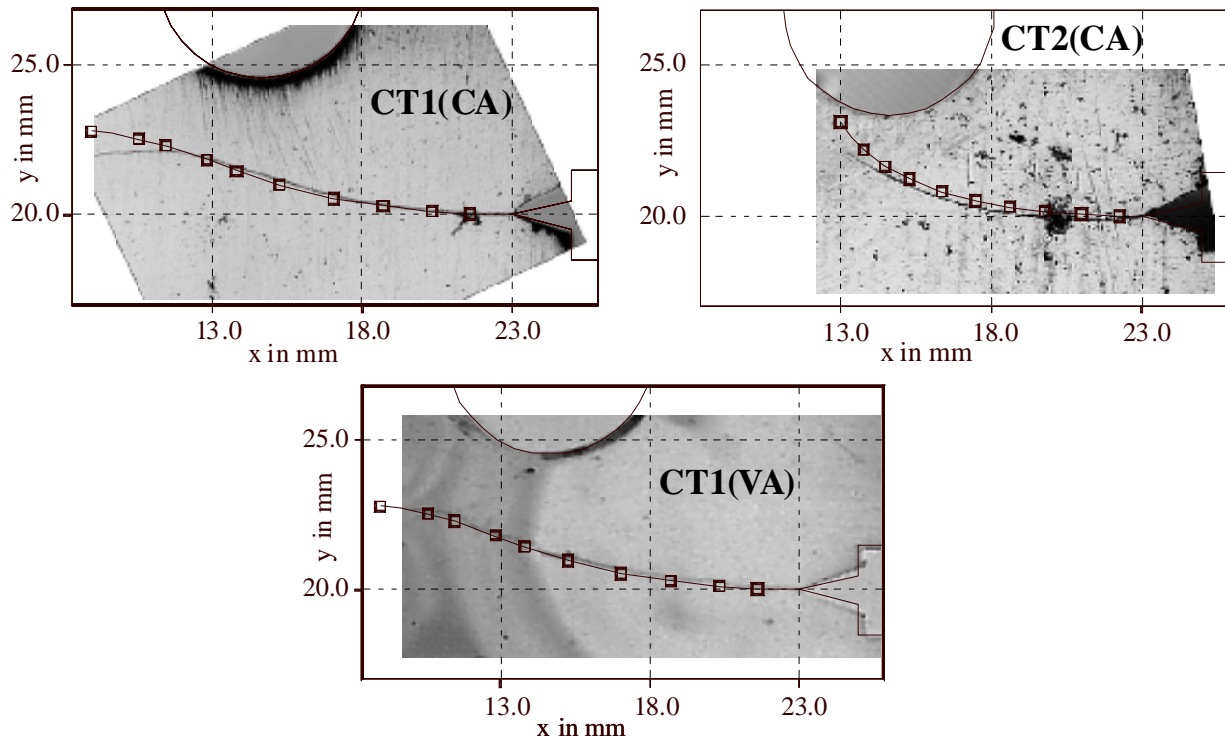 CT1(CA)
25.0
20.0
y in mm
13.0 18.0 23.0
x in mm
CT2(CA)
25.0
20.0
y in mm
13.0 18.0 23.0
x in mm
CT1(VA)
25.0
20.0
y in mm
13.0 18.0 23.0
x in mm